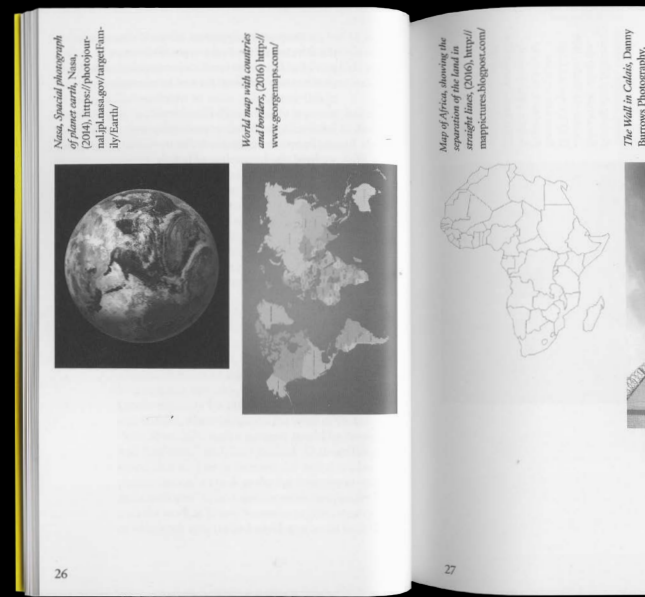 Nasa, Spacial photograph
of planet earth, Nasa,
(2014), https://photojour-
nal.jpl.nasa.gov/targetFam-
ily/Earth/
World map with countries
and borders, (2016) http://
www.georgemaps.com/
Map of Africa, showing the
separation of the land in
straight lines, (2016), http://
mappictures.blogpost.com/
The Wall in Calais, Danny
Burrows Photography,
26
27